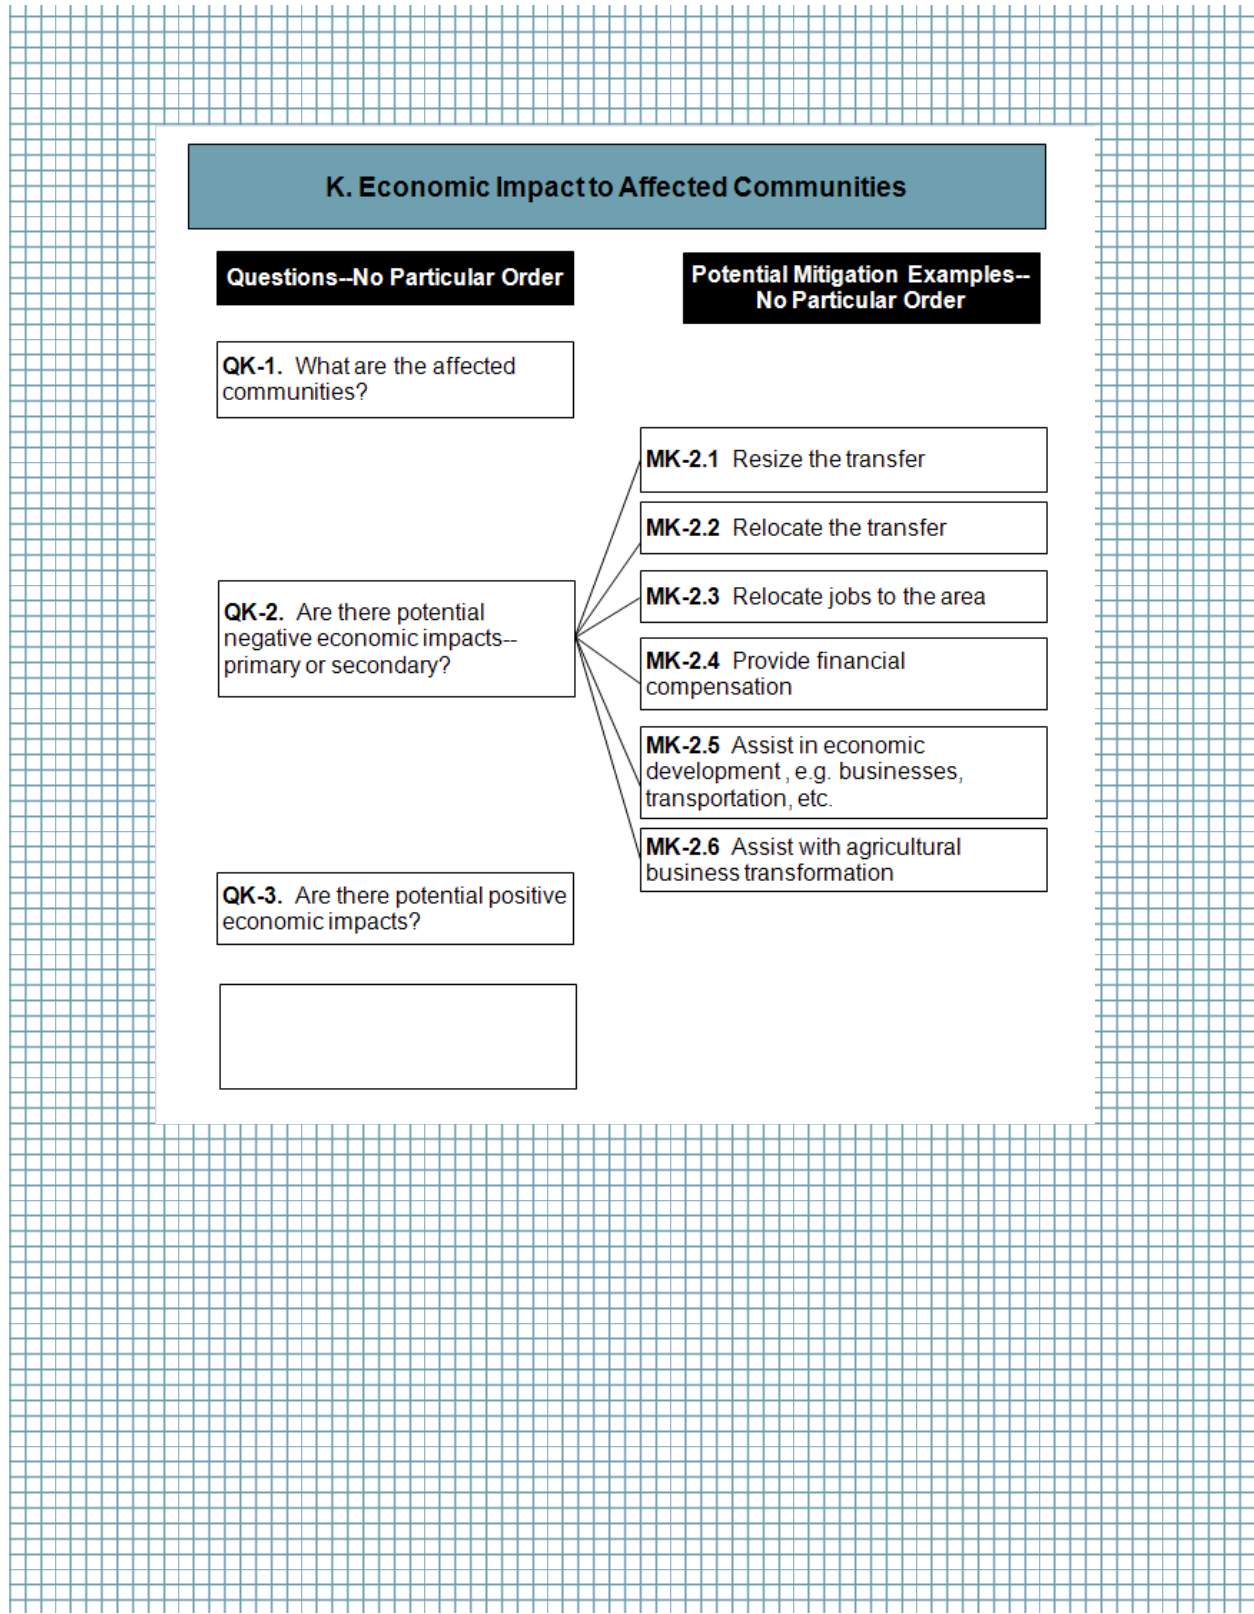 K. Economic Impact to Affected Communities
Questions--No Particular Order
Potential Mitigation Examples--
No Particular Order
QK-1. What are the affected
communities?
MK-2.1 Resize the transfer
MK-2.2 Relocate the transfer
QK-2. Are there potential
negative economic impacts--
primary or secondary?
MK-2.3 Relocate jobs to the area
MK-2.4 Provide financial
compensation
MK-2.5 Assist in economic
development , e.g. businesses,
transportation, etc.
MK-2.6 Assist with agricultural
business transformation
QK-3. Are there potential positive
economic impacts?